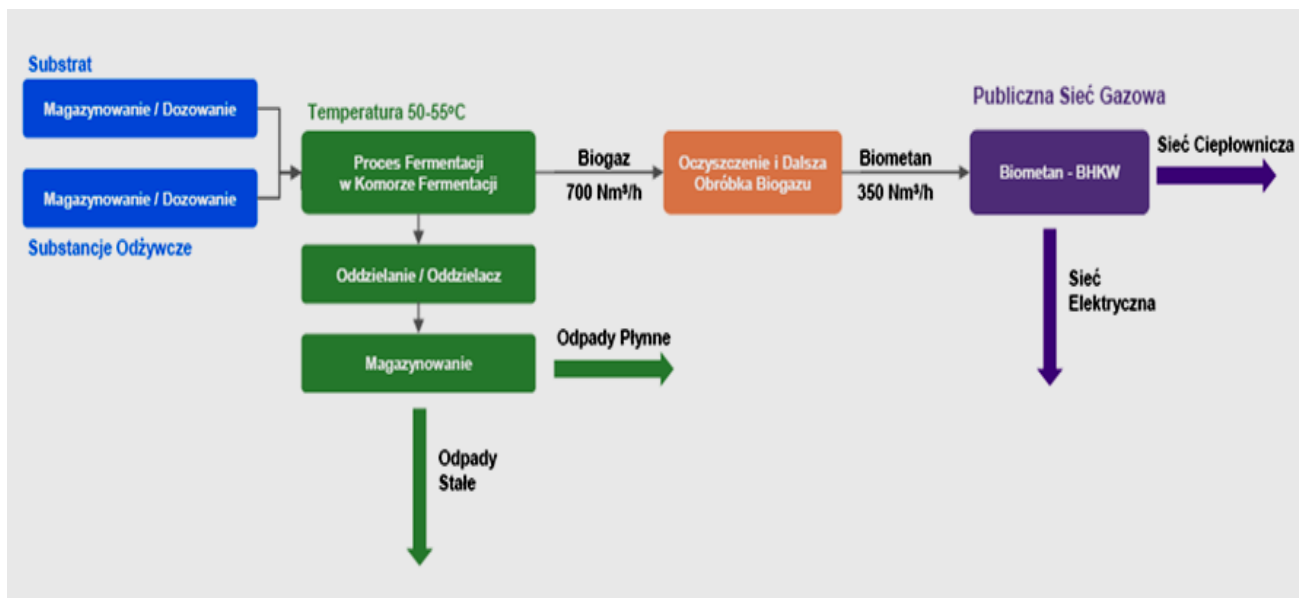 Substrat
Magazynowanie / Dozowanie
Magazynowanie / Dozowanie
Substancje Odżywcze
Temperatura 50-55ºC
Proces Fermentacji
w Komorze Fermentacji
Oddzielanie / Oddzielacz
Magazynowanie
Odpady Płynne
Odpady
Stałe
Biogaz
700 Nm³/h
Oczyszczenie i Dalsza
Obróbka Biogazu
Biometan
350 Nm³/h
Publiczna Sieć Gazowa
Biometan - BHKW
Sieć Ciepłownicza
Sieć
Elektryczna